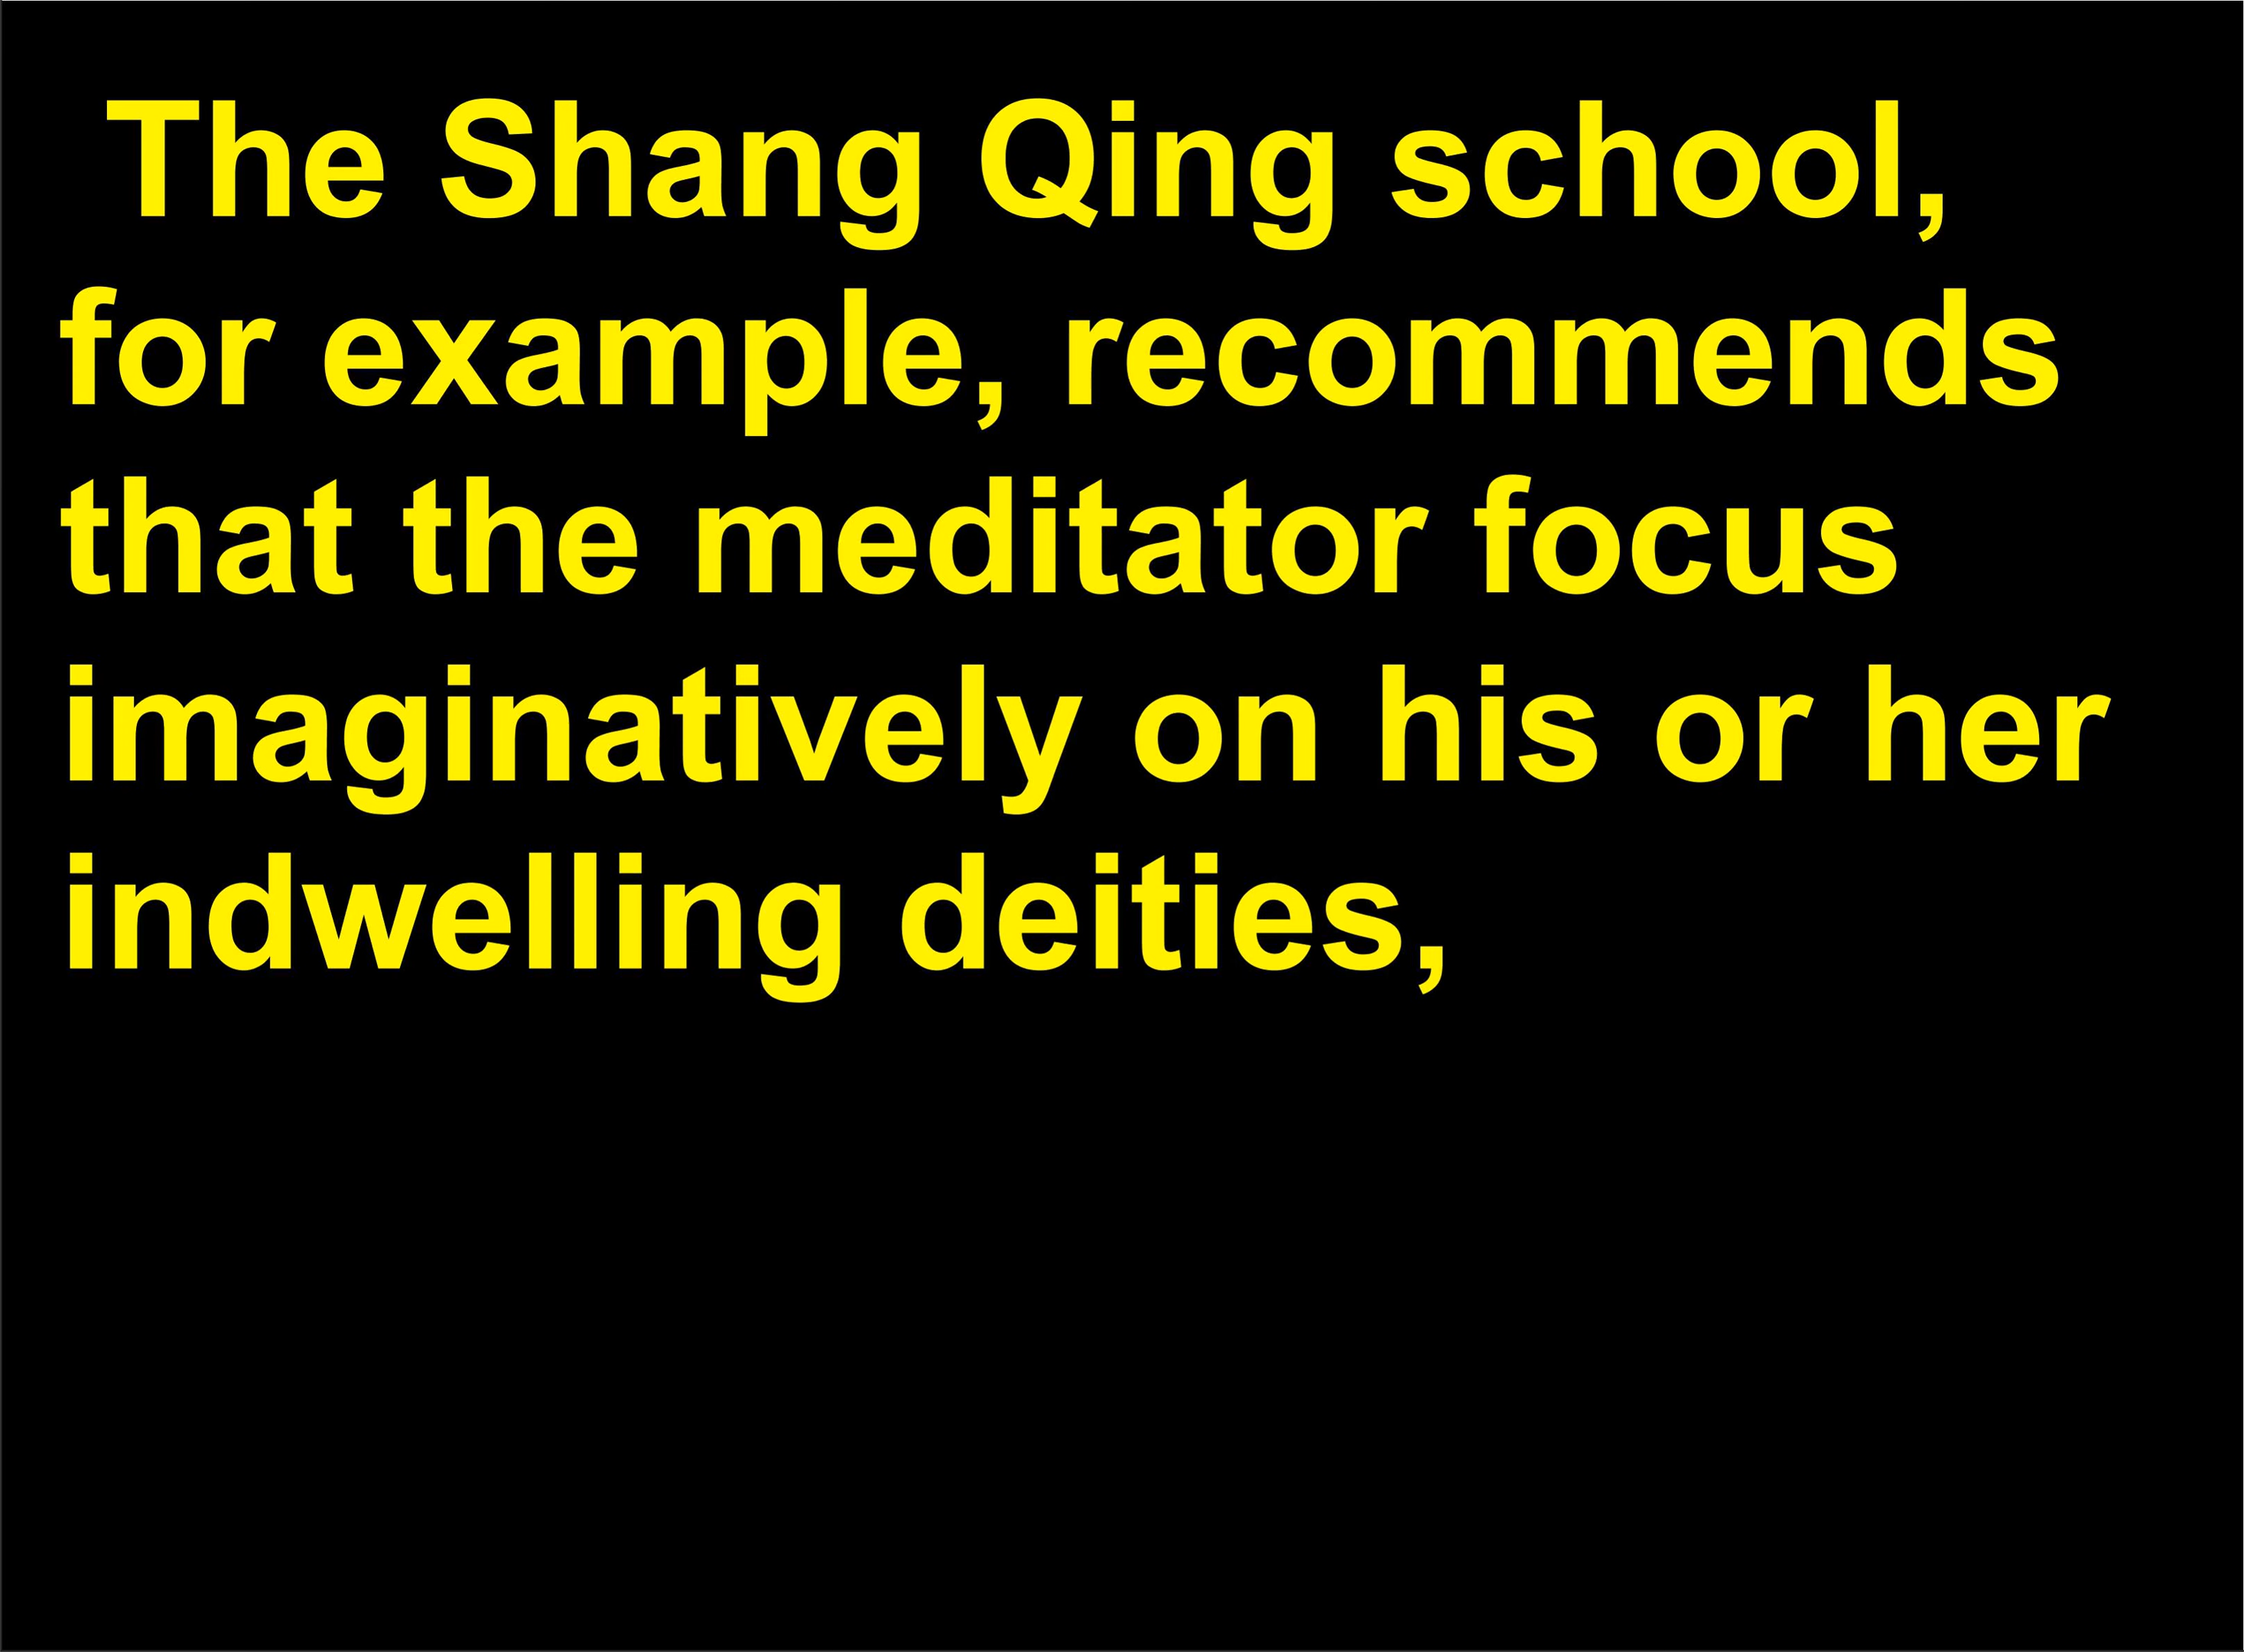 The Shang Qing school,
for example, recommends
that the meditator focus
imaginatively on his or her
indwelling deities,